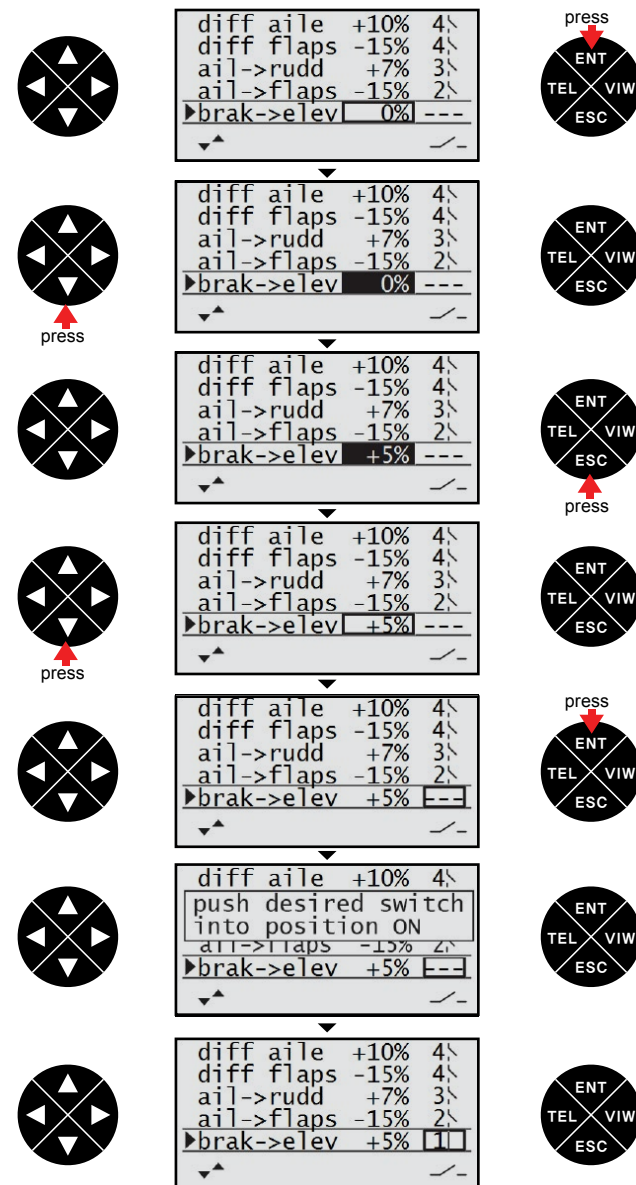 diff aile +10% 4
diff flaps -15% 4
ail->rudd +7% 3
ail->flaps -15% 2
brak->elev 0% ---
press
ENT
TEL VIW
ESC
diff aile +10% 4
diff flaps -15% 4
ail->rudd +7% 3
ail->flaps -15% 2
brak->elev 0% ---
press
ENT
TEL VIW
ESC
diff aile +10% 4
diff flaps -15% 4
ail->rudd +7% 3
ail->flaps -15% 2
brak->elev +5% ---
ENT
TEL VIW
ESC
press
diff aile +10% 4
diff flaps -15% 4
ail->rudd +7% 3
ail->flaps -15% 2
brak->elev +5% ---
press
ENT
TEL VIW
ESC
diff aile +10% 4
diff flaps -15% 4
ail->rudd +7% 3
ail->flaps -15% 2
brak->elev +5% ---
press
ENT
TEL VIW
ESC
diff aile +10% 4
push desired switch
into position ON
ail->flaps -15% 2
brak->elev +5% ---
ENT
TEL VIW
ESC
diff aile +10% 4
diff flaps -15% 4
ail->rudd +7% 3
ail->flaps -15% 2
brak->elev +5% 1
ENT
TEL VIW
ESC